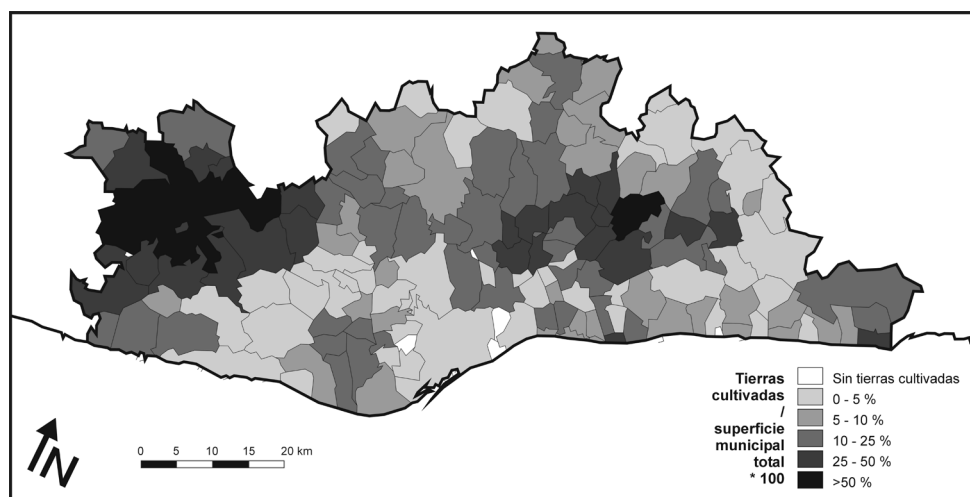 Tierras
cultivadas
/
superficie
municipal
total
* 100
Sin tierras cultivadas
0 - 5 %
5 - 10 %
10 - 25 %
25 - 50 %
>50 %
N
0 5 10 15 20 km